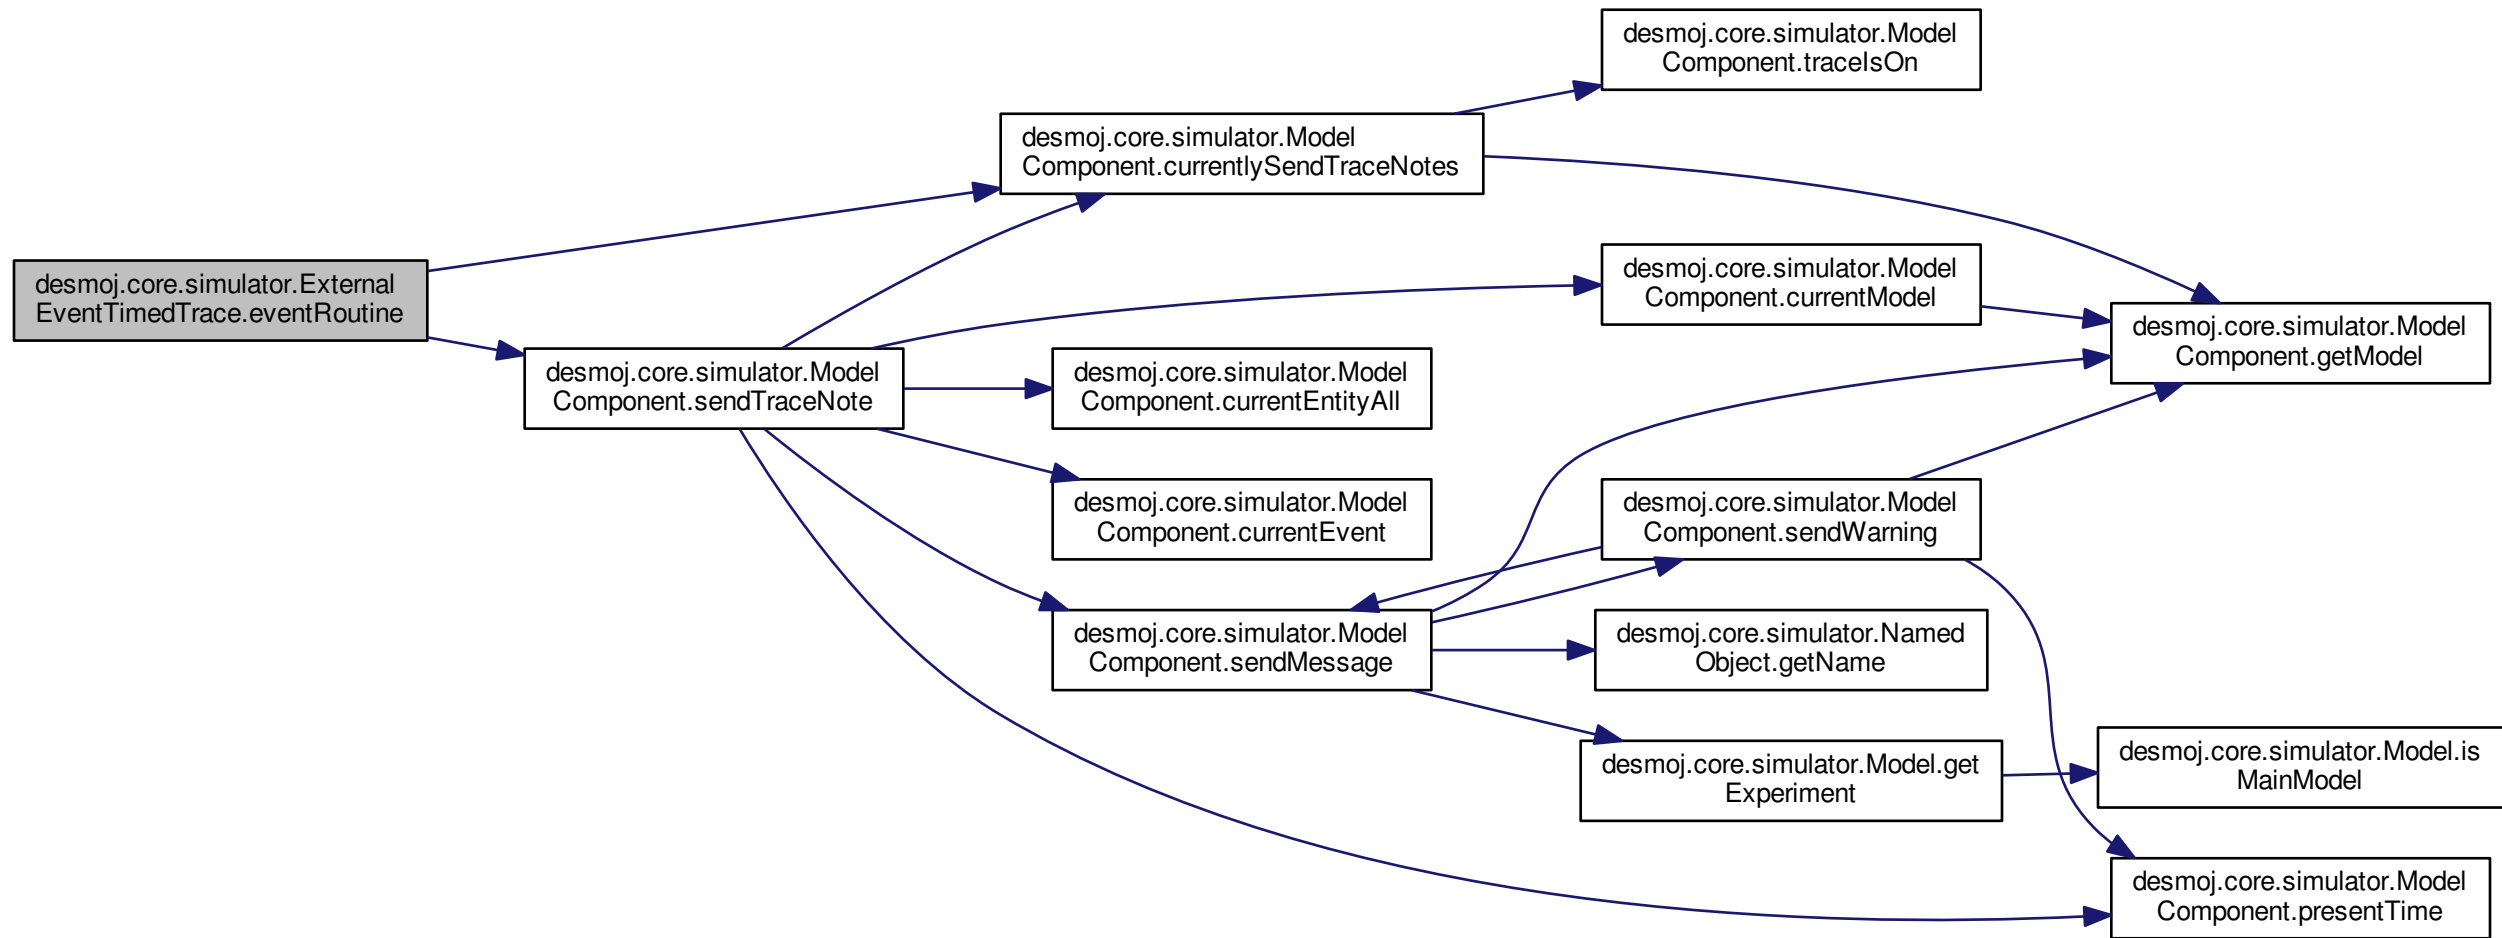 desmoj.core.simulator.Model
Component.traceIsOn
desmoj.core.simulator.Model
Component.currentlySendTraceNotes
desmoj.core.simulator.External
EventTimedTrace.eventRoutine
desmoj.core.simulator.Model
Component.currentModel
desmoj.core.simulator.Model
Component.getModel
desmoj.core.simulator.Model
Component.sendTraceNote
desmoj.core.simulator.Model
Component.currentEntityAll
desmoj.core.simulator.Model
Component.currentEvent
desmoj.core.simulator.Model
Component.sendWarning
desmoj.core.simulator.Model
Component.sendMessage
desmoj.core.simulator.Named
Object.getName
desmoj.core.simulator.Model.get
Experiment
desmoj.core.simulator.Model.is
MainModel
desmoj.core.simulator.Model
Component.presentTime